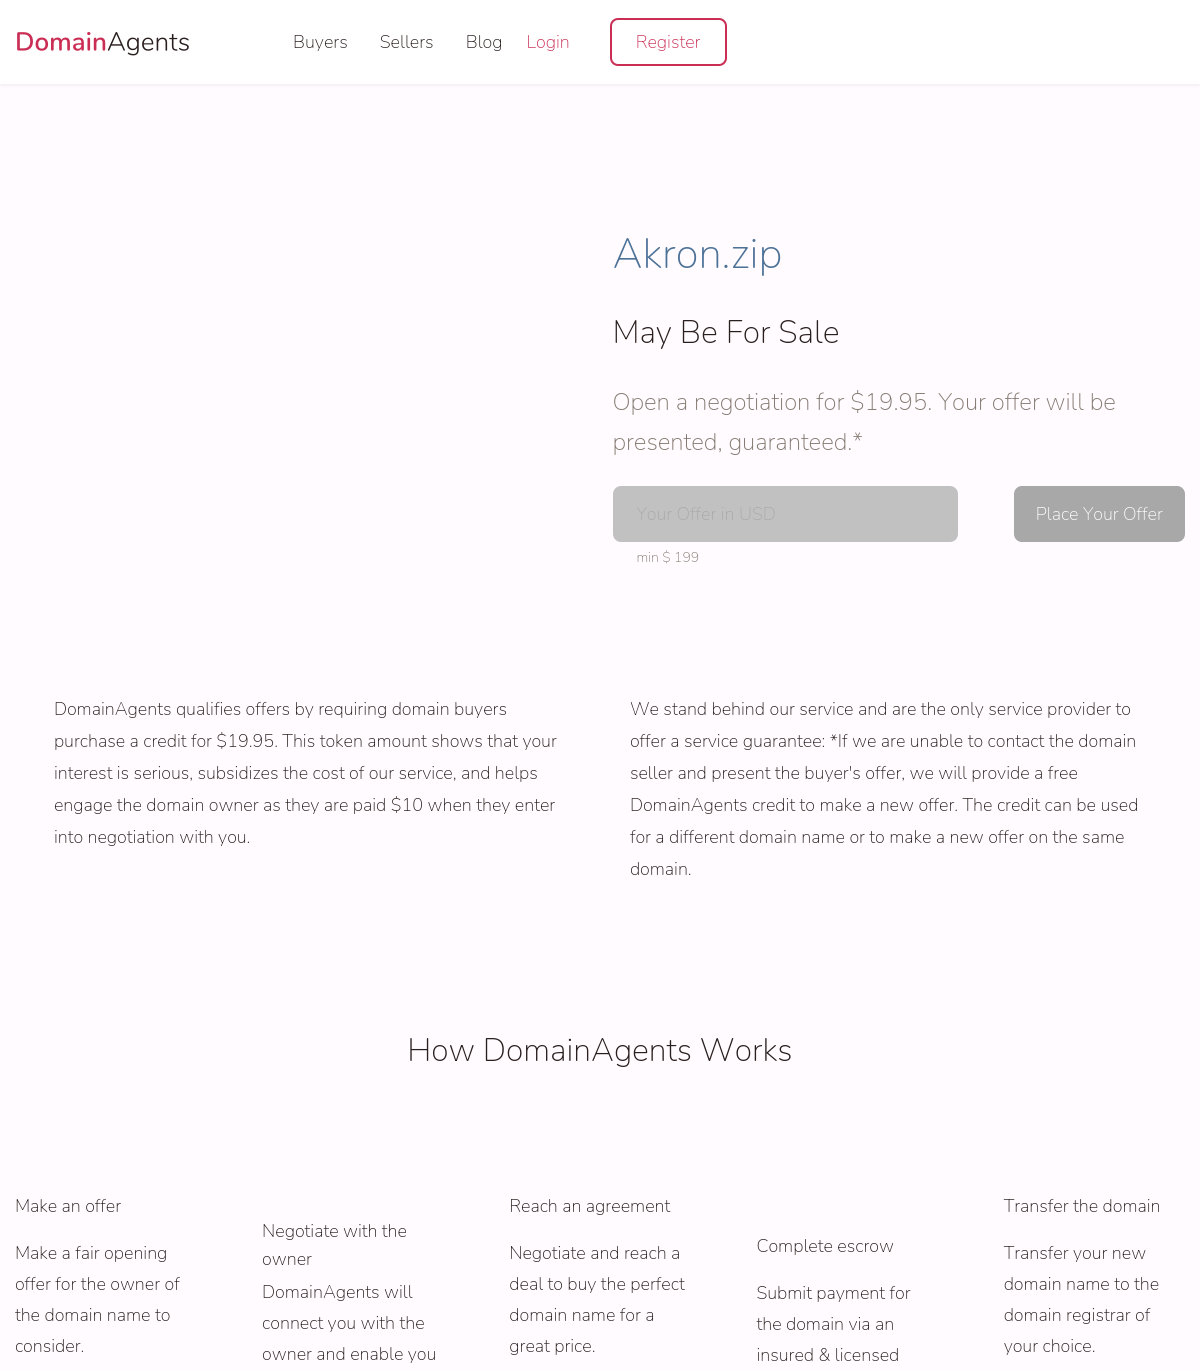 DomainAgents
Buyers
Sellers
Blog
Login
Register
Akron.zip
May Be For Sale
Open a negotiation for $19.95. Your offer will be
presented, guaranteed.*
Your Offer in USD
Place Your Offer
min $ 199
DomainAgents qualifies offers by requiring domain buyers
purchase a credit for $19.95. This token amount shows that your
interest is serious, subsidizes the cost of our service, and helps
engage the domain owner as they are paid $10 when they enter
into negotiation with you.
We stand behind our service and are the only service provider to
offer a service guarantee: *If we are unable to contact the domain
seller and present the buyer's offer, we will provide a free
DomainAgents credit to make a new offer. The credit can be used
for a different domain name or to make a new offer on the same
domain.
How DomainAgents Works
Make an offer
Make a fair opening
offer for the owner of
the domain name to
consider.
Negotiate with the
owner
DomainAgents will
connect you with the
owner and enable you
Reach an agreement
Negotiate and reach a
deal to buy the perfect
domain name for a
great price.
Complete escrow
Submit payment for
the domain via an
insured & licensed
Transfer the domain
Transfer your new
domain name to the
domain registrar of
your choice.